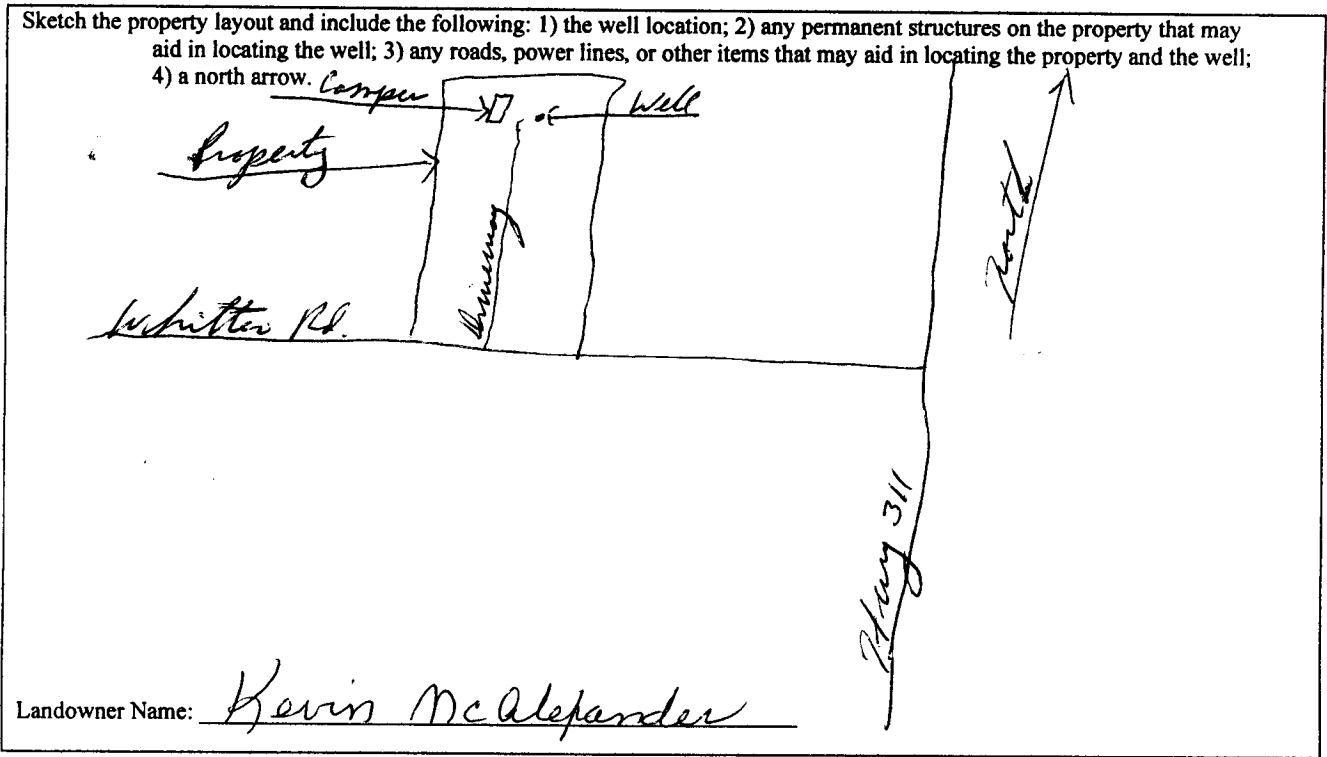 Sketch the property layout and include the following: 1) the well location; 2) any permanent structures on the property that may
aid in locating the well; 3) any roads, power lines, or other items that may aid in locating the property and the well;
4) a north arrow.
Camper
Well
Property
North
Driveway
Whitten Rd.
Hwy 311
Landowner Name: Kevin McAlexander